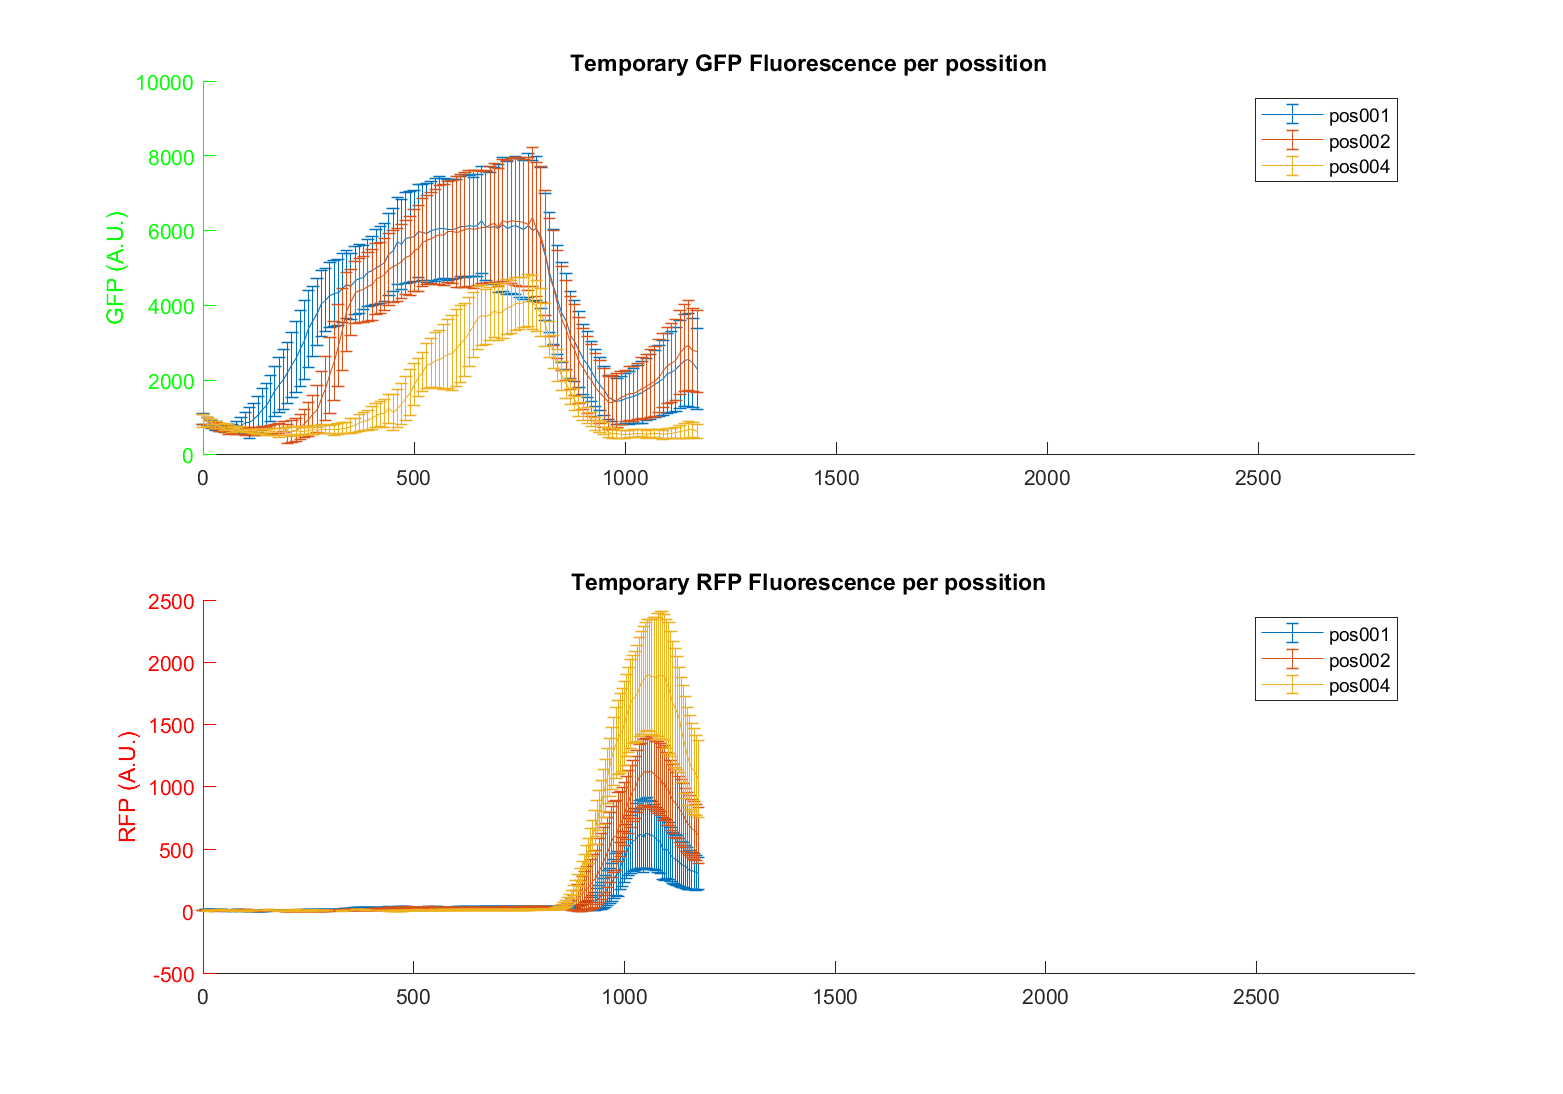 Temporary GFP Fluorescence per possition
10000
8000
6000
4000
2000
0
GFP (A.U.)
pos001
pos002
pos004
0 500 1000 1500 2000 2500
Temporary RFP Fluorescence per possition
2500
2000
1500
1000
500
0
-500
RFP (A.U.)
pos001
pos002
pos004
0 500 1000 1500 2000 2500